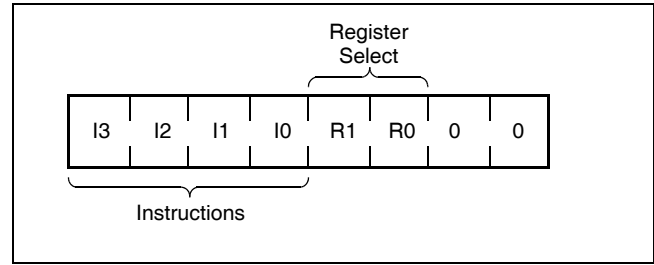 Register
Select
I3 I2 I1 I0 R1 R0 0 0
Instructions